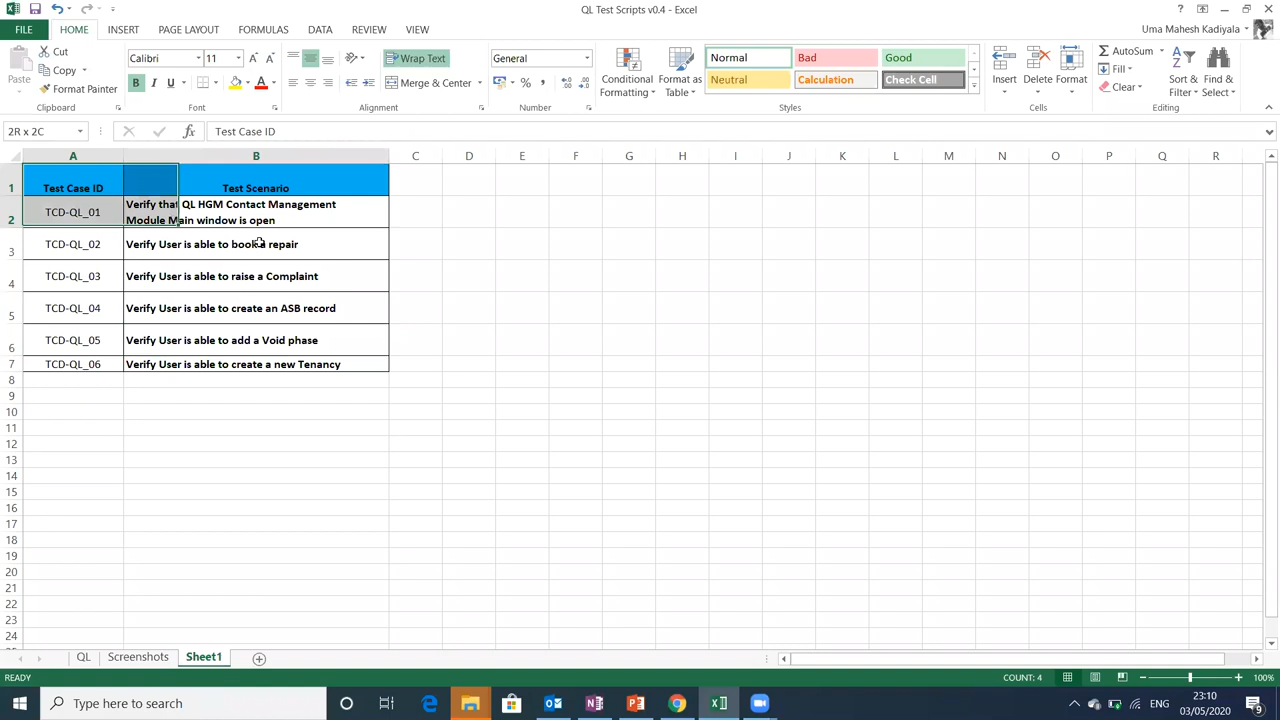 QL Test Scripts v0.4 - Excel
FILE HOME INSERT PAGE LAYOUT FORMULAS DATA REVIEW VIEW
Uma Mahesh Kadiyala
Paste
Cut
Copy
Format Painter
Clipboard
Calibri 11
B I U
Font
Wrap Text
Merge & Center
Alignment
General
Number
Conditional Formatting
Format as Table
Normal Bad Good
Neutral Calculation Check Cell
Styles
Insert Delete Format
Cells
AutoSum
Fill
Clear
Sort & Filter
Find & Select
Editing
2R x 2C
fx
Test Case ID
A B C D E F G H I J K L M N O P Q R
1 Test Case ID Test Scenario
2 TCD-QL_01 Verify that QL HGM Contact Management
Module Main window is open
3 TCD-QL_02 Verify User is able to book a repair
4 TCD-QL_03 Verify User is able to raise a Complaint
5 TCD-QL_04 Verify User is able to create an ASB record
6 TCD-QL_05 Verify User is able to add a Void phase
7 TCD-QL_06 Verify User is able to create a new Tenancy
8
9
10
11
12
13
14
15
16
17
18
19
20
21
22
23
24
QL Screenshots Sheet1
READY
COUNT: 4
100%
Type here to search
ENG
23:10
03/05/2020
9